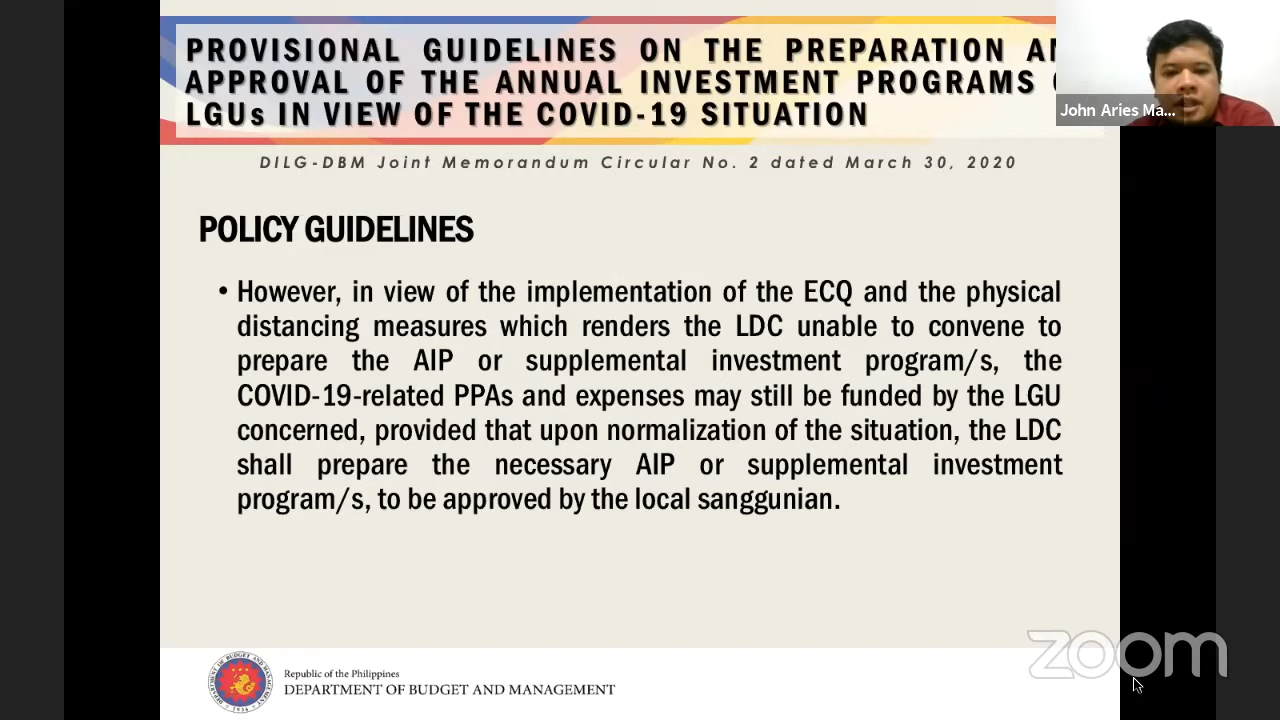 PROVISIONAL GUIDELINES ON THE PREPARATION AN
APPROVAL OF THE ANNUAL INVESTMENT PROGRAMS
LGUs IN VIEW OF THE COVID-19 SITUATION
John Aries Ma...
DILG-DBM Joint Memorandum Circular No. 2 dated March 30, 2020
POLICY GUIDELINES
• However, in view of the implementation of the ECQ and the physical
distancing measures which renders the LDC unable to convene to
prepare the AIP or supplemental investment program/s, the
COVID-19-related PPAs and expenses may still be funded by the LGU
concerned, provided that upon normalization of the situation, the LDC
shall prepare the necessary AIP or supplemental investment
program/s, to be approved by the local sanggunian.
zoom
DEPARTMENT OF BUDGET AND MANAGEMENT
1936
Republic of the Philippines
DEPARTMENT OF BUDGET AND MANAGEMENT